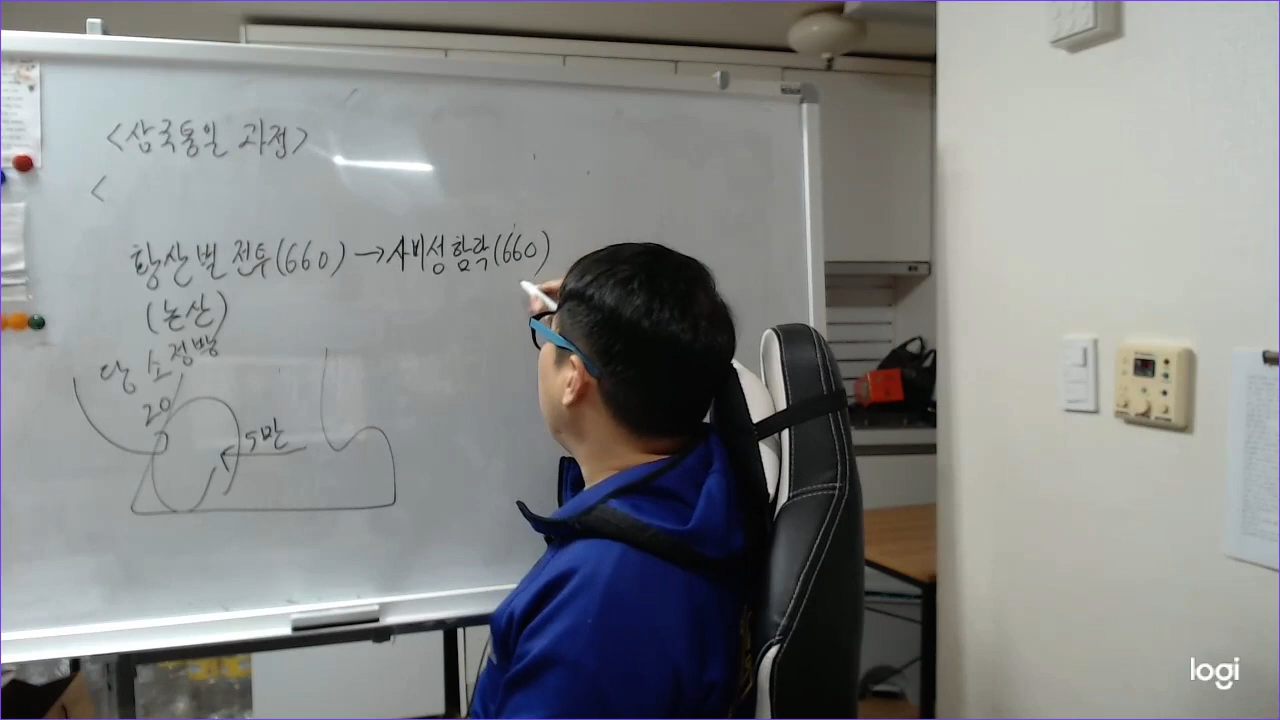 <삼국통일 과정>
<
황산벌 전투(660) → 사비성 함락(660)
(논산)
당 소정방
20
5만
logi